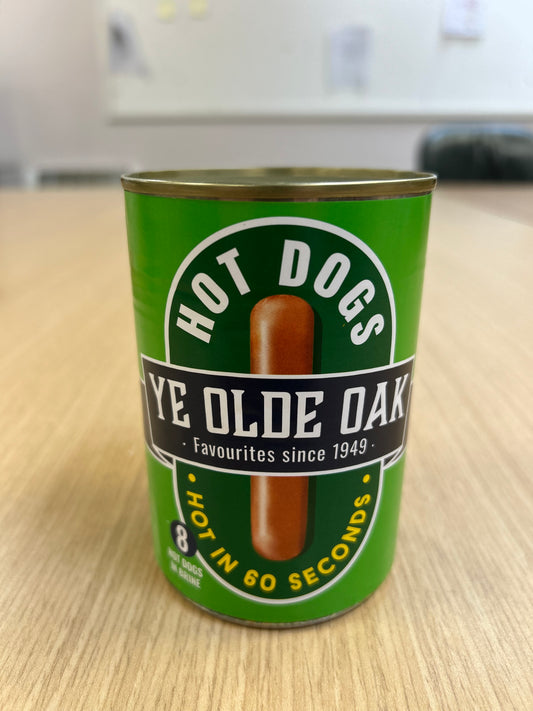 HOT DOGS
YE OLDE OAK
· Favourites since 1949 ·
• HOT IN 60 SECONDS •
8
HOT DOGS
IN BRINE